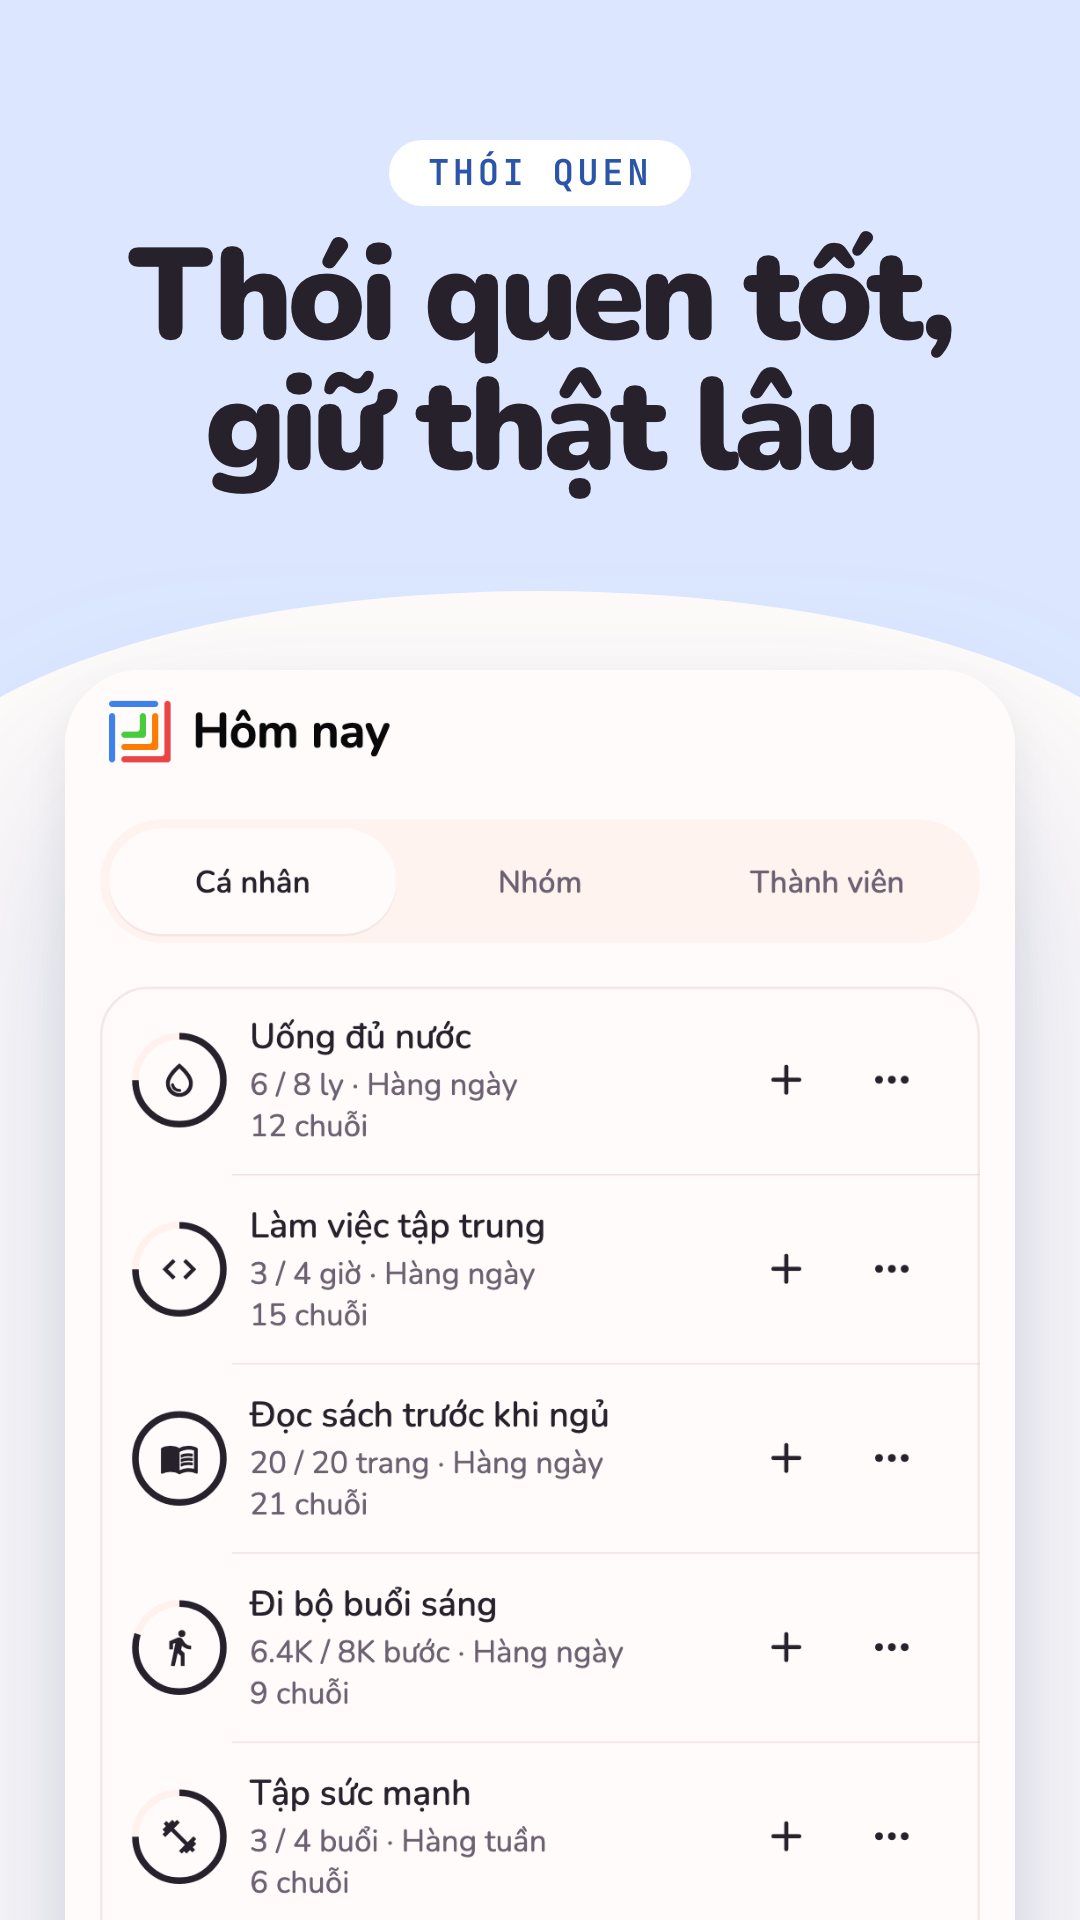 THÓI QUEN
Thói quen tốt,
giữ thật lâu
Hôm nay
Cá nhân
Nhóm
Thành viên
Uống đủ nước
6 / 8 ly · Hàng ngày
12 chuỗi
Làm việc tập trung
3 / 4 giờ · Hàng ngày
15 chuỗi
Đọc sách trước khi ngủ
20 / 20 trang · Hàng ngày
21 chuỗi
Đi bộ buổi sáng
6.4K / 8K bước · Hàng ngày
9 chuỗi
Tập sức mạnh
3 / 4 buổi · Hàng tuần
6 chuỗi